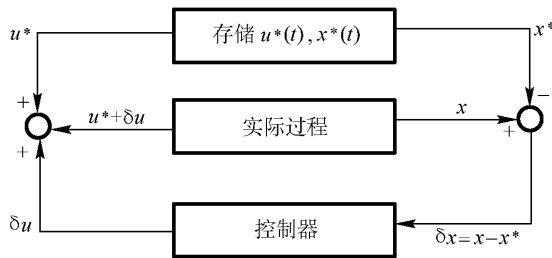 u* 存储 u*(t), x*(t) x*
+ −
u*+δu 实际过程 x +
+
δu 控制器 δx=x−x*